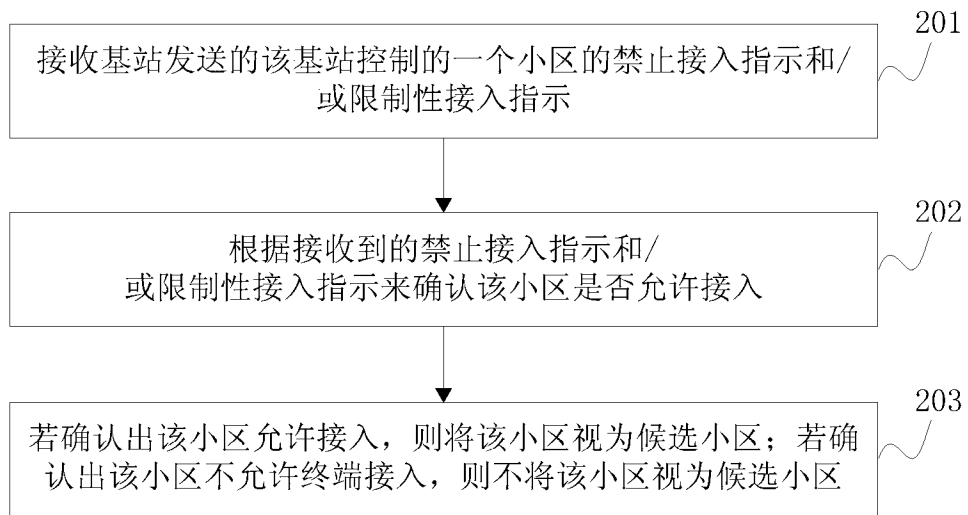 201
接收基站发送的该基站控制的一个小区的禁止接入指示和/
或限制性接入指示
202
根据接收到的禁止接入指示和/
或限制性接入指示来确认该小区是否允许接入
203
若确认出该小区允许接入，则将该小区视为候选小区；若确
认出该小区不允许终端接入，则不将该小区视为候选小区